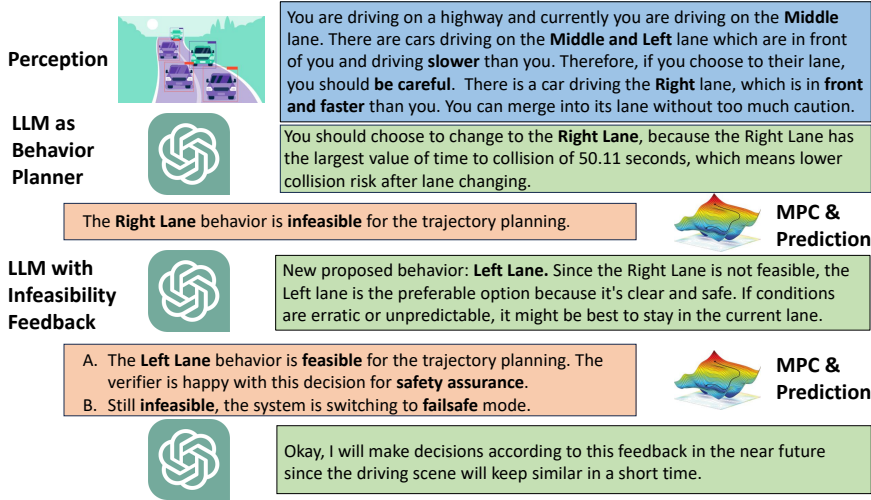 Perception
You are driving on a highway and currently you are driving on the Middle
lane. There are cars driving on the Middle and Left lane which are in front
of you and driving slower than you. Therefore, if you choose to their lane,
you should be careful. There is a car driving the Right lane, which is in front
and faster than you. You can merge into its lane without too much caution.
LLM as
Behavior
Planner
You should choose to change to the Right Lane, because the Right Lane has
the largest value of time to collision of 50.11 seconds, which means lower
collision risk after lane changing.
The Right Lane behavior is infeasible for the trajectory planning.
MPC &
Prediction
LLM with
Infeasibility
Feedback
New proposed behavior: Left Lane. Since the Right Lane is not feasible, the
Left lane is the preferable option because it's clear and safe. If conditions
are erratic or unpredictable, it might be best to stay in the current lane.
A. The Left Lane behavior is feasible for the trajectory planning. The
verifier is happy with this decision for safety assurance.
B. Still infeasible, the system is switching to failsafe mode.
MPC &
Prediction
Okay, I will make decisions according to this feedback in the near future
since the driving scene will keep similar in a short time.